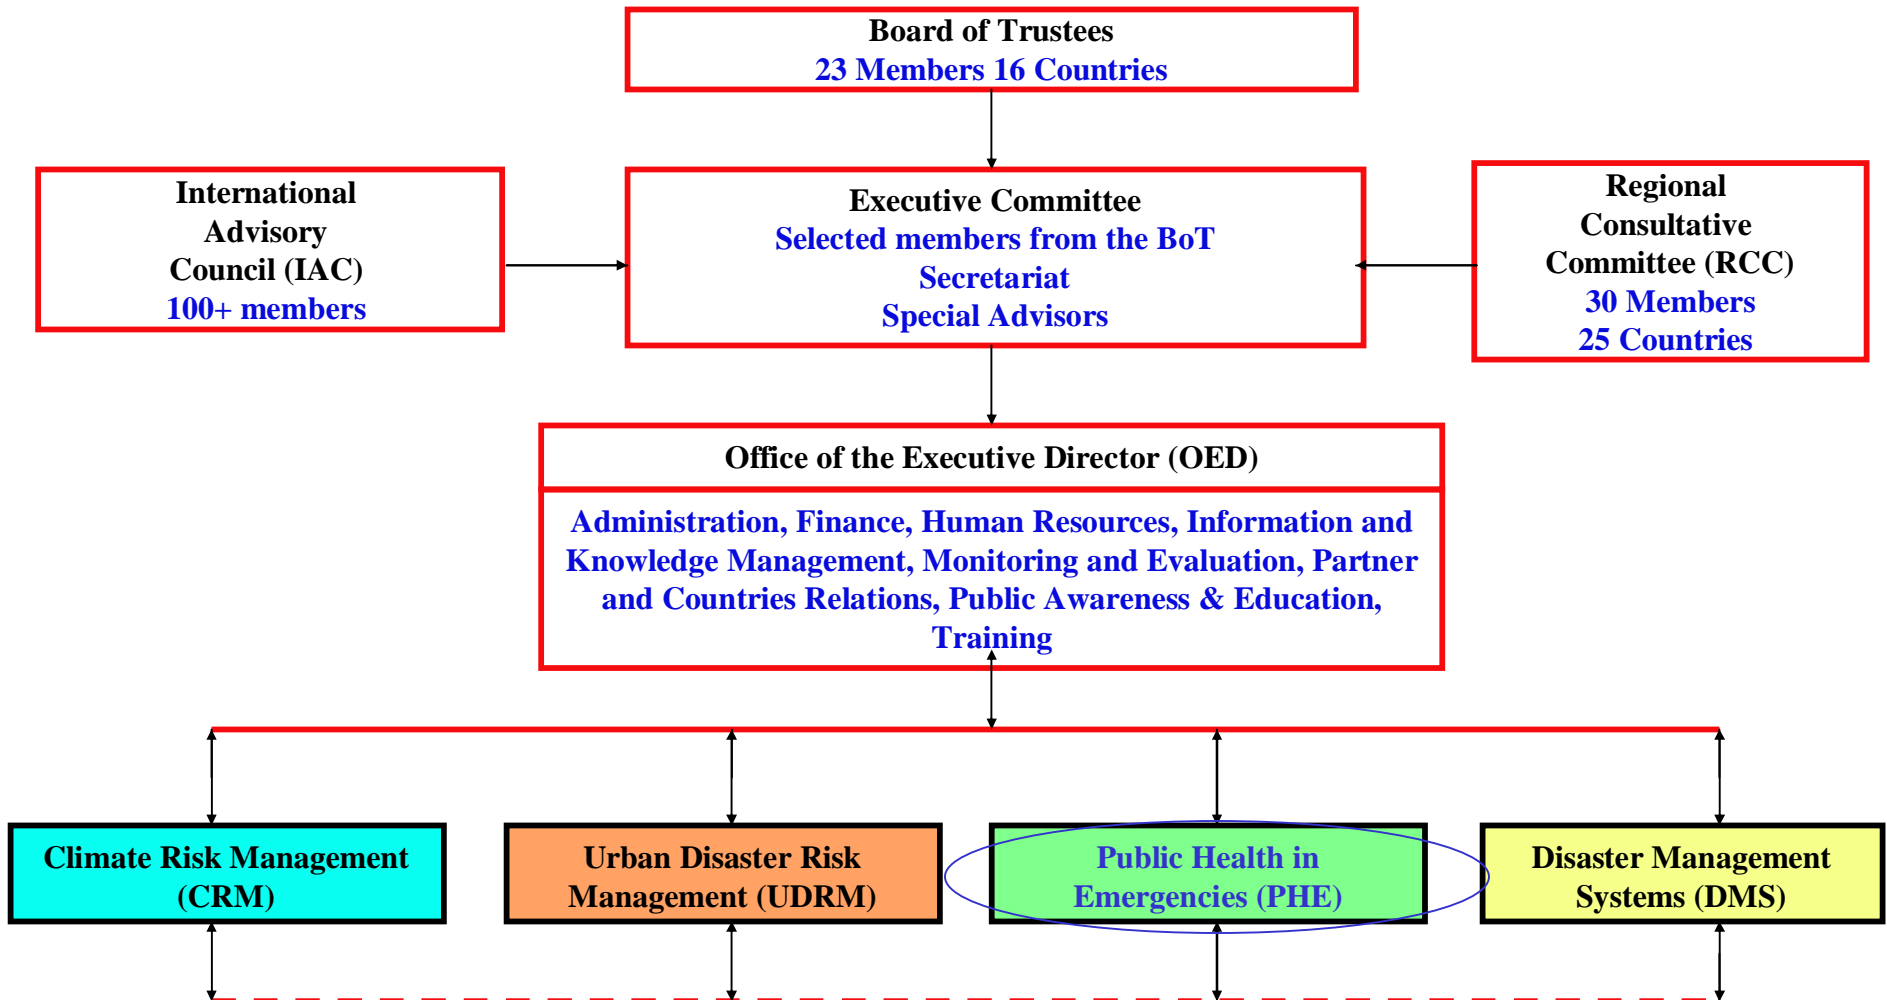 Board of Trustees
23 Members 16 Countries
International
Advisory
Council (IAC)
100+ members
Executive Committee
Selected members from the BoT
Secretariat
Special Advisors
Regional
Consultative
Committee (RCC)
30 Members
25 Countries
Office of the Executive Director (OED)
Administration, Finance, Human Resources, Information and
Knowledge Management, Monitoring and Evaluation, Partner
and Countries Relations, Public Awareness & Education,
Training
Climate Risk Management
(CRM)
Urban Disaster Risk
Management (UDRM)
Public Health in
Emergencies (PHE)
Disaster Management
Systems (DMS)